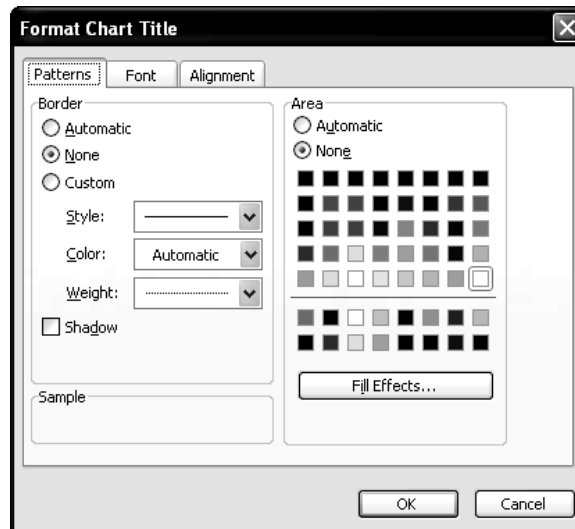 Format Chart Title
Patterns Font Alignment
Border
Automatic
None
Custom
Style:
Color: Automatic
Weight:
Shadow
Sample
Area
Automatic
None
Fill Effects...
OK Cancel